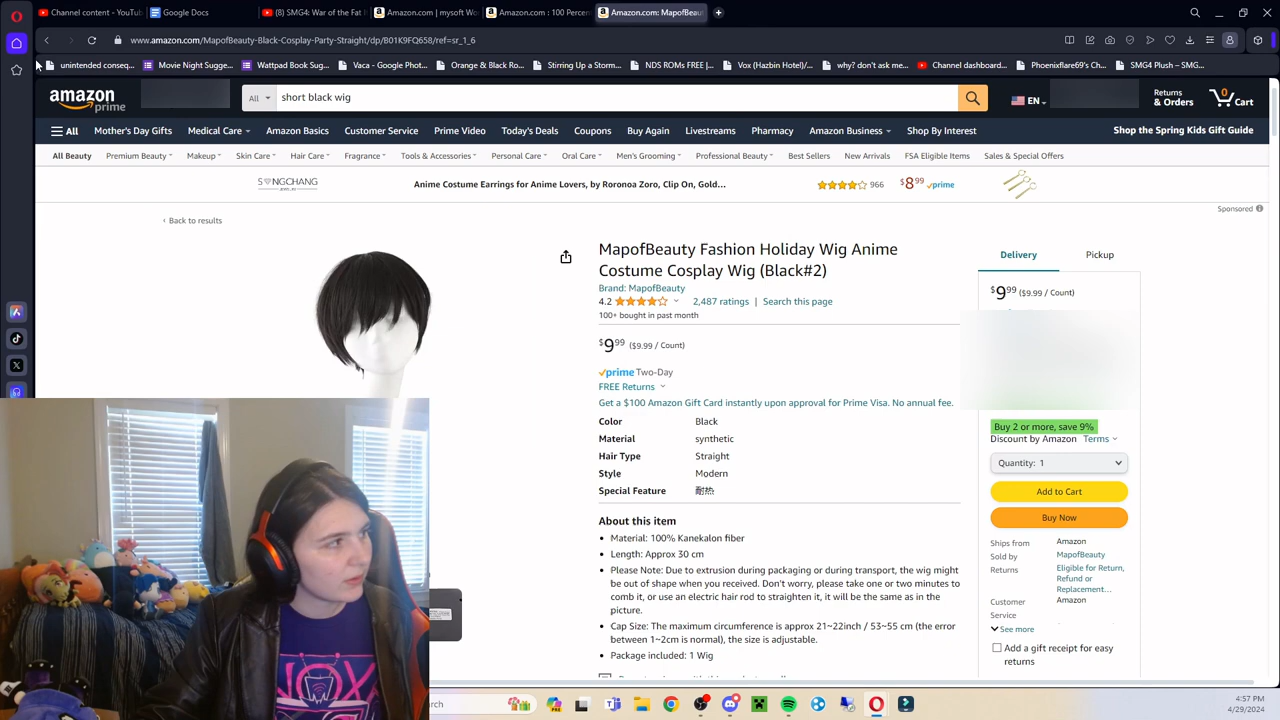 Channel content - YouTub
Google Docs
(8) SMG4: War of the Fat I
Amazon.com | mysoft
Amazon.com : 100 Percen
Amazon.com: MapofBeau
www.amazon.com/MapofBeauty-Black-Cosplay-Party-Straight/dp/B01K9FQ658/ref=sr_1_6
unintended conseq...
Movie Night Sugge...
Wattpad Book Sug...
Vaca - Google Phot...
Orange & Black Ro...
Stirring Up a Storm...
NDS ROMs FREE |...
Vox (Hazbin Hotel)/...
why? don't ask me...
Channel dashboard...
Phoenixflare69's C...
SMG4 Plush - SMG...
amazon
prime
All
short black wig
EN
Returns
& Orders
0
Cart
All
Mother's Day Gifts
Medical Care
Amazon Basics
Customer Service
Prime Video
Today's Deals
Coupons
Buy Again
Livestreams
Pharmacy
Amazon Business
Shop By Interest
Shop the Spring Kids Gift Guide
All Beauty
Premium Beauty
Makeup
Skin Care
Hair Care
Fragrance
Tools & Accessories
Personal Care
Oral Care
Men's Grooming
Professional Beauty
Best Sellers
New Arrivals
FSA Eligible Items
Sales & Special Offers
Anime Costume Earrings for Anime Lovers, by Roronoa Zoro, Clip On, Gold...
966
$8.99 prime
Sponsored
‹ Back to results
MapofBeauty Fashion Holiday Wig Anime
Costume Cosplay Wig (Black#2)
Brand: MapofBeauty
4.2
2,487 ratings | Search this page
100+ bought in past month
$9.99 ($9.99 / Count)
prime Two-Day
FREE Returns
Get a $100 Amazon Gift Card instantly upon approval for Prime Visa. No annual fee.
Color Black
Material synthetic
Hair Type Straight
Style Modern
Special Feature 耐热
About this item
• Material: 100% Kanekalon fiber
• Length: Approx 30 cm
• Please Note: Due to extrusion during packaging or during transport, the wig might
be out of shape when you received. Don't worry, please take one or two minutes to
comb it, or use an electric hair rod to straighten it, it will be the same as in the
picture.
• Cap Size: The maximum circumference is approx 21~22inch / 53~55 cm (the error
between 1~2cm is normal), the size is adjustable.
• Package included: 1 Wig
Delivery
Pickup
$9.99 ($9.99 / Count)
Buy 2 or more, save 9%
Discount by Amazon
Quantity: 1
Add to Cart
Buy Now
Ships from Amazon
Sold by MapofBeauty
Returns Eligible for Return,
Refund or
Replacement...
Customer Amazon
Service
See more
Add a gift receipt for easy
returns
4:57 PM
4/29/2024